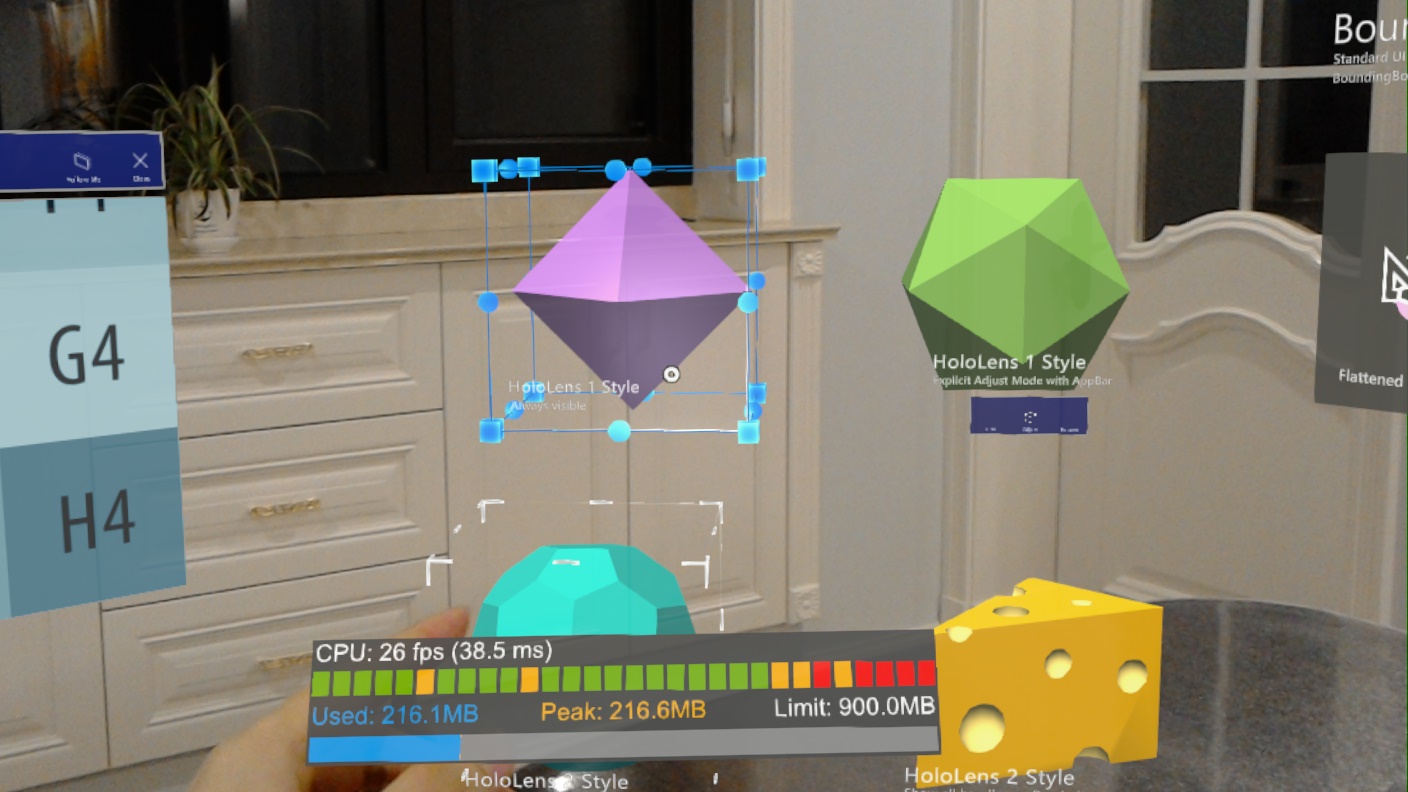 Boun
Standard UI
BoundingBo
G4
H4
HoloLens 1 Style
Always visible
HoloLens 1 Style
Explicit Adjust Mode with AppBar
Flattened
CPU: 26 fps (38.5 ms)
Used: 216.1MB
Peak: 216.6MB
Limit: 900.0MB
HoloLens 2 Style
HoloLens 2 Style